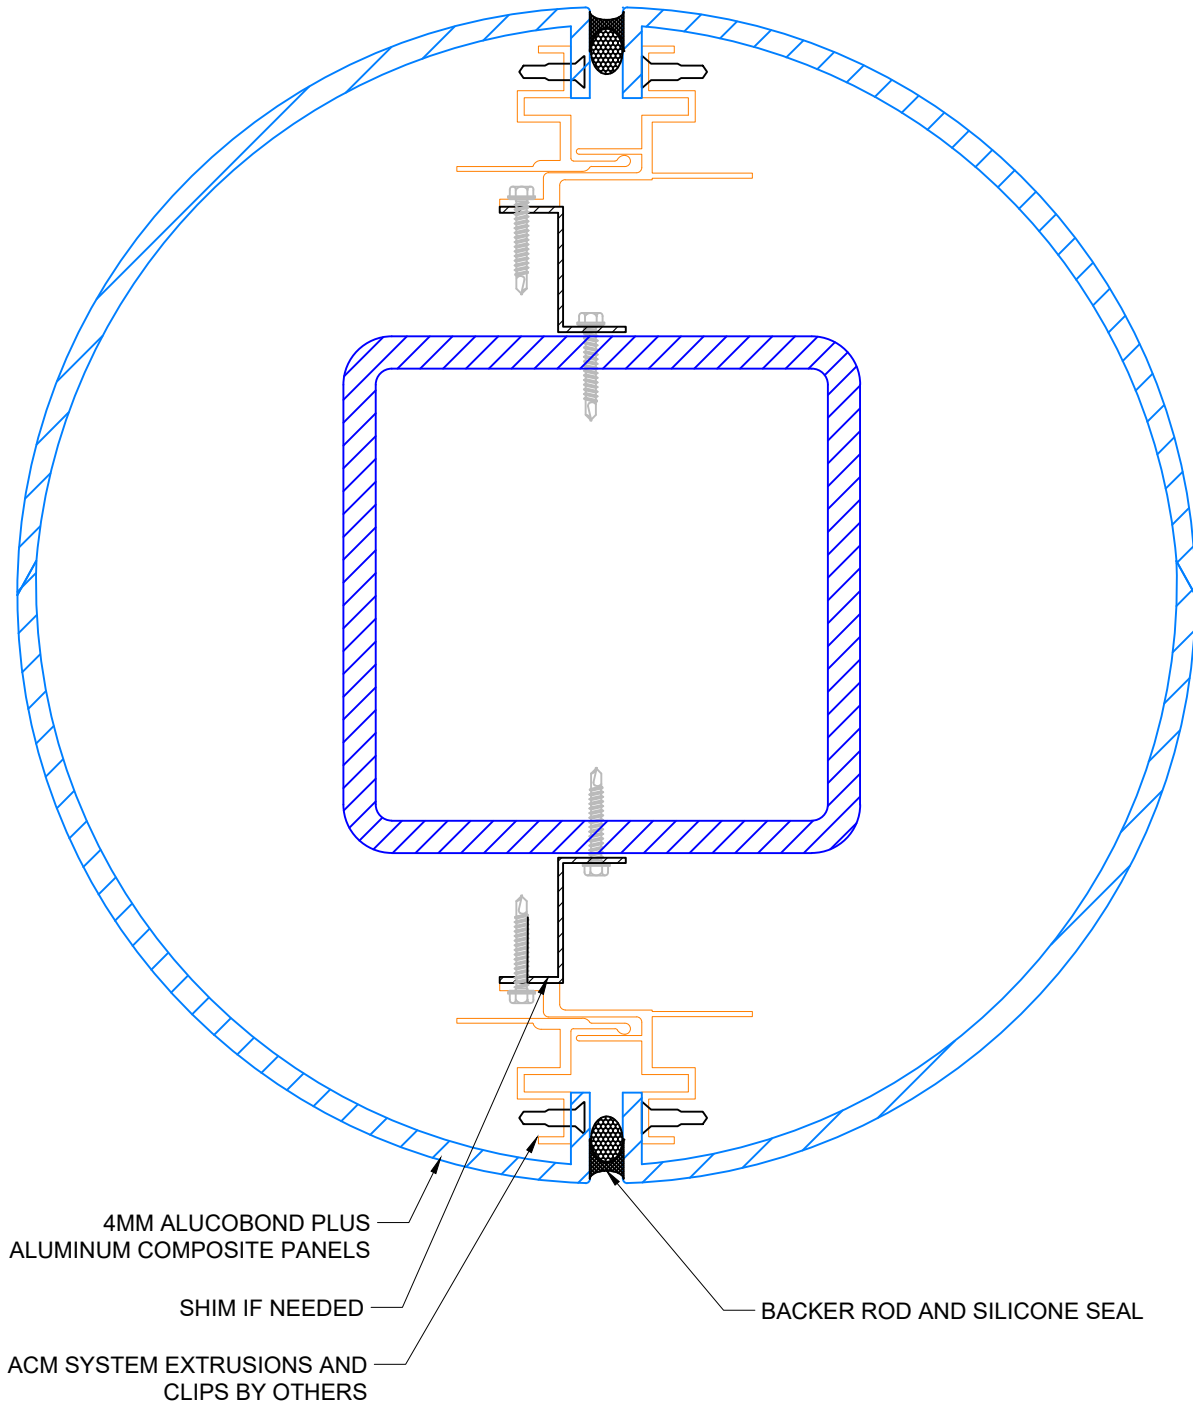 4MM ALUCOBOND PLUS
ALUMINUM COMPOSITE PANELS
SHIM IF NEEDED
BACKER ROD AND SILICONE SEAL
ACM SYSTEM EXTRUSIONS AND
CLIPS BY OTHERS